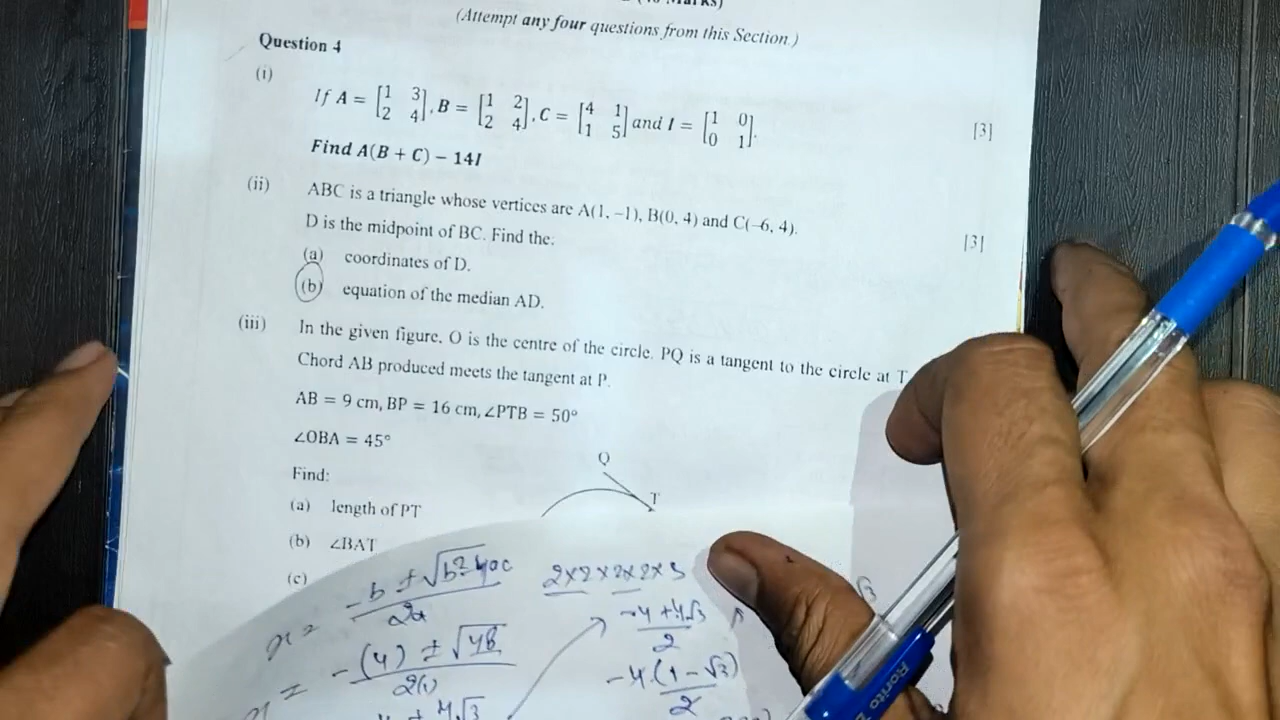 (Attempt any four questions from this Section.)
Question 4
(i)
If A = [1 3 2 4], B = [1 2 2 4], C = [4 1 1 5] and I = [1 0 0 1].
[3]
Find A(B + C) − 14I
(ii)
ABC is a triangle whose vertices are A(1, −1), B(0, 4) and C(−6, 4).
D is the midpoint of BC. Find the:
[3]
(a) coordinates of D.
(b) equation of the median AD.
(iii)
In the given figure, O is the centre of the circle. PQ is a tangent to the circle at T
Chord AB produced meets the tangent at P.
AB = 9 cm, BP = 16 cm, ∠PTB = 50°
∠OBA = 45°
Find:
Q
T
(a) length of PT
(b) ∠BAT
(c)
x = −b ± √b²−4ac / 2a
2×2×2×2×3
−4 + 4√3 / 2
= −(4) ± √48 / 2(1)
−4(1 − √3) / 2
Rorito